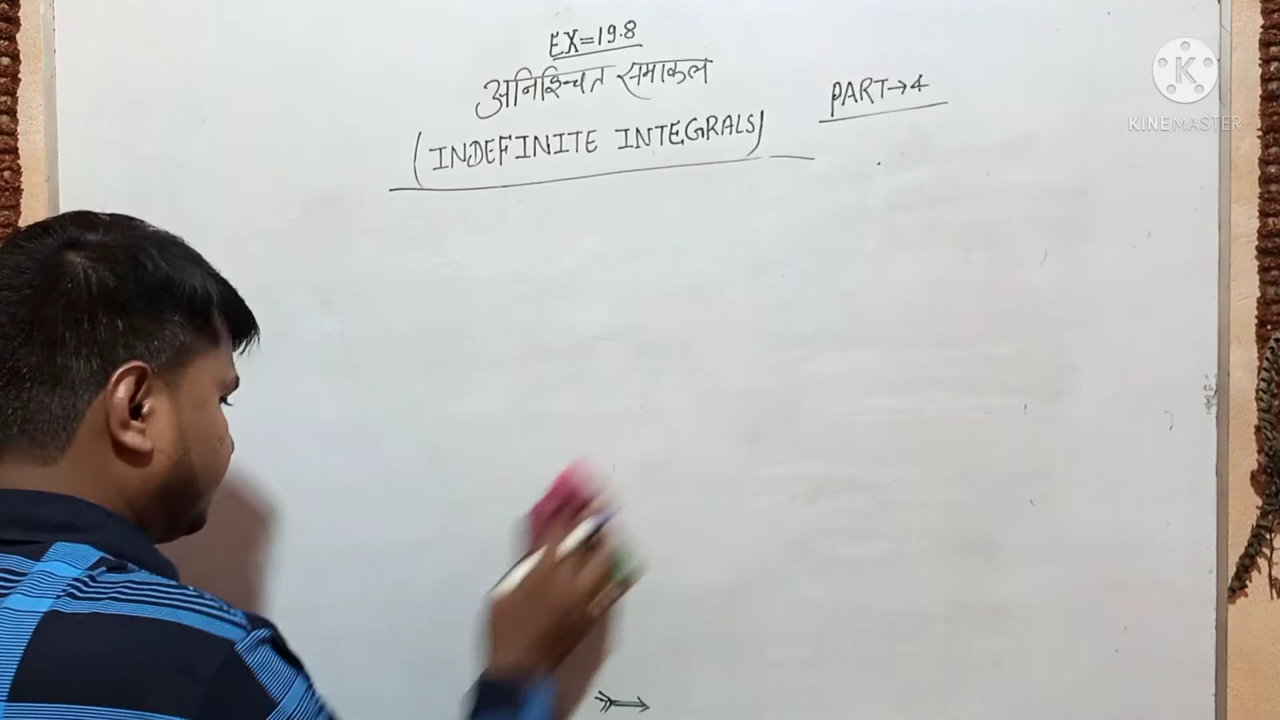 EX=19.8
अनिश्चित समाकल
(INDEFINITE INTEGRALS)
PART→4
K
KINEMASTER